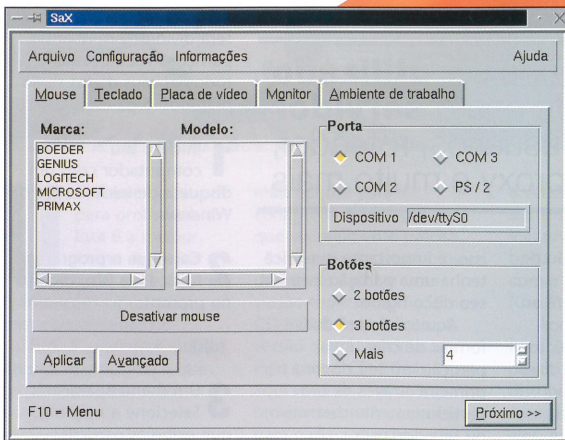 SaX
Arquivo Configuração Informações Ajuda
Mouse Teclado Placa de vídeo Monitor Ambiente de trabalho
Marca: Modelo:
BOEDER
GENIUS
LOGITECH
MICROSOFT
PRIMAX
Desativar mouse
Aplicar Avançado
Porta
COM 1 COM 3
COM 2 PS / 2
Dispositivo /dev/ttyS0
Botões
2 botões
3 botões
Mais 4
F10 = Menu Próximo >>